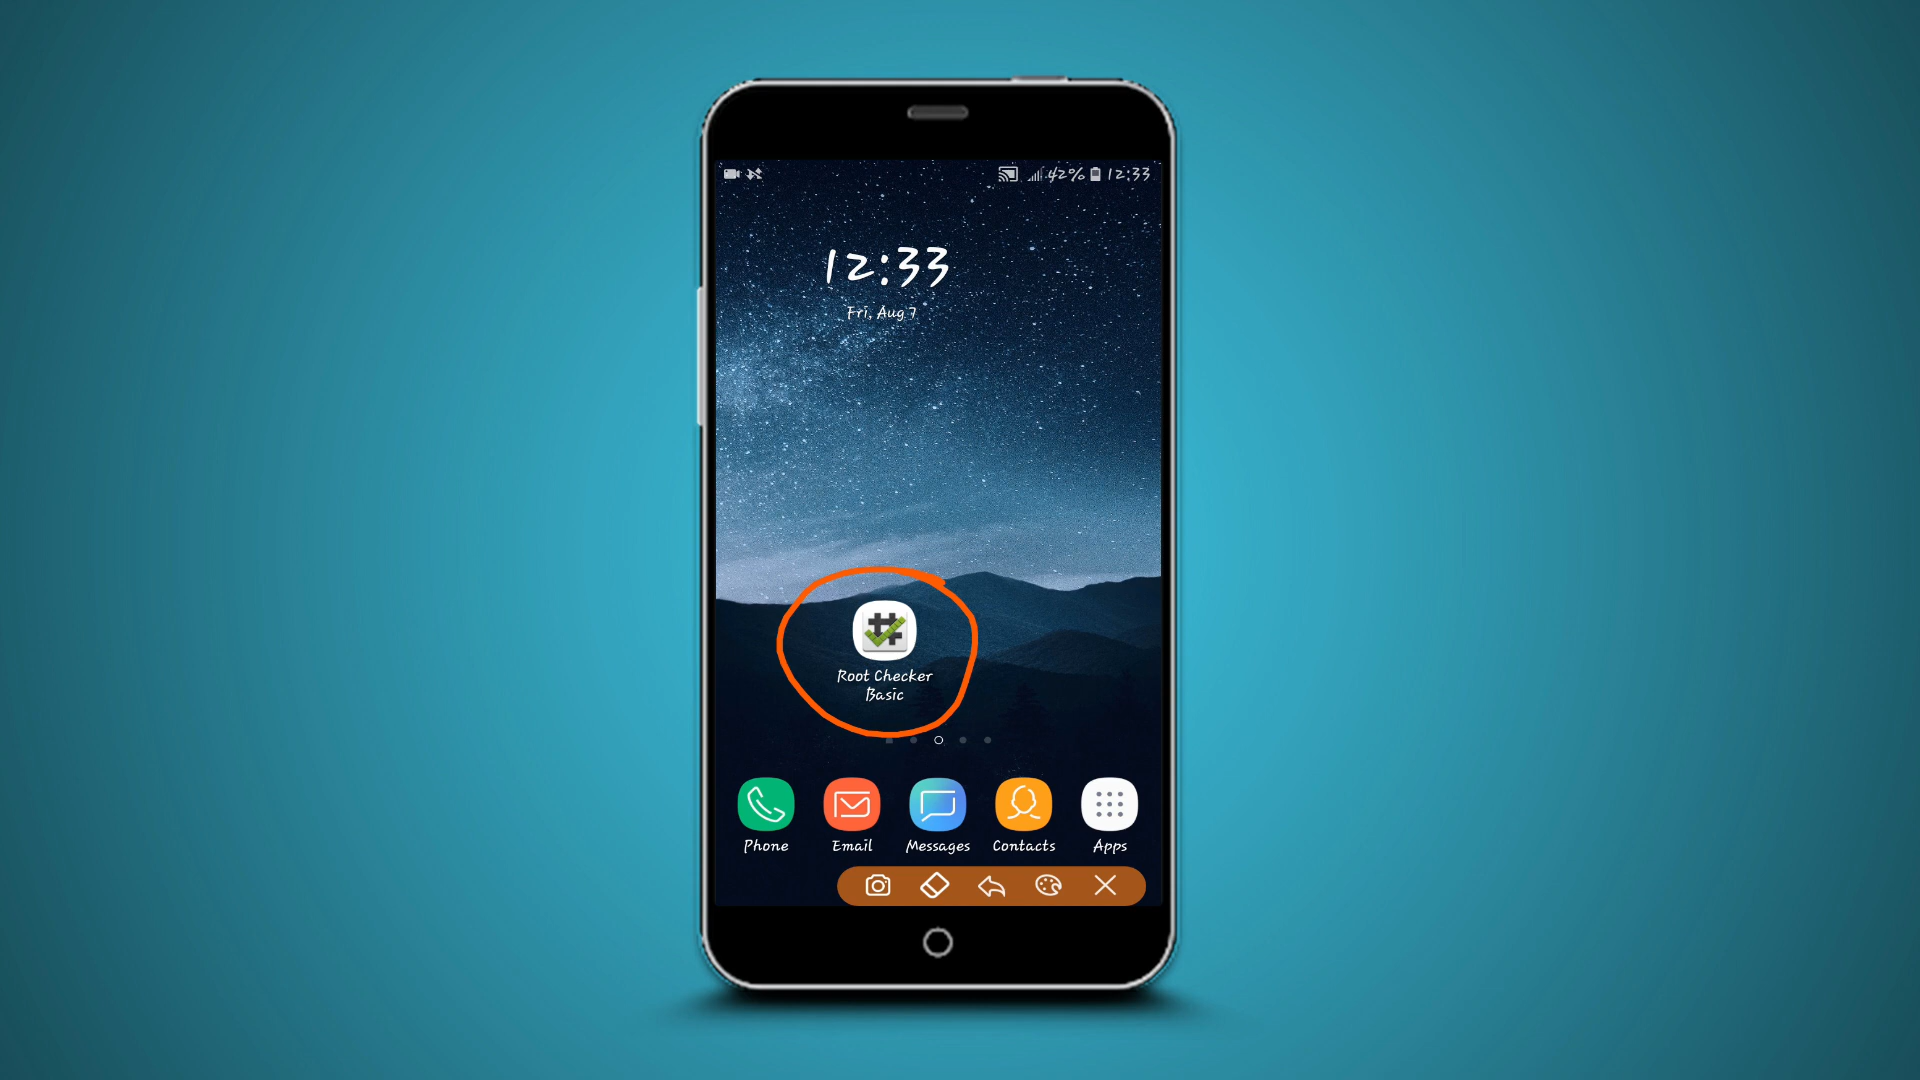 42% 12:33
12:33
Fri, Aug 7
Root Checker
Basic
Phone Email Messages Contacts Apps